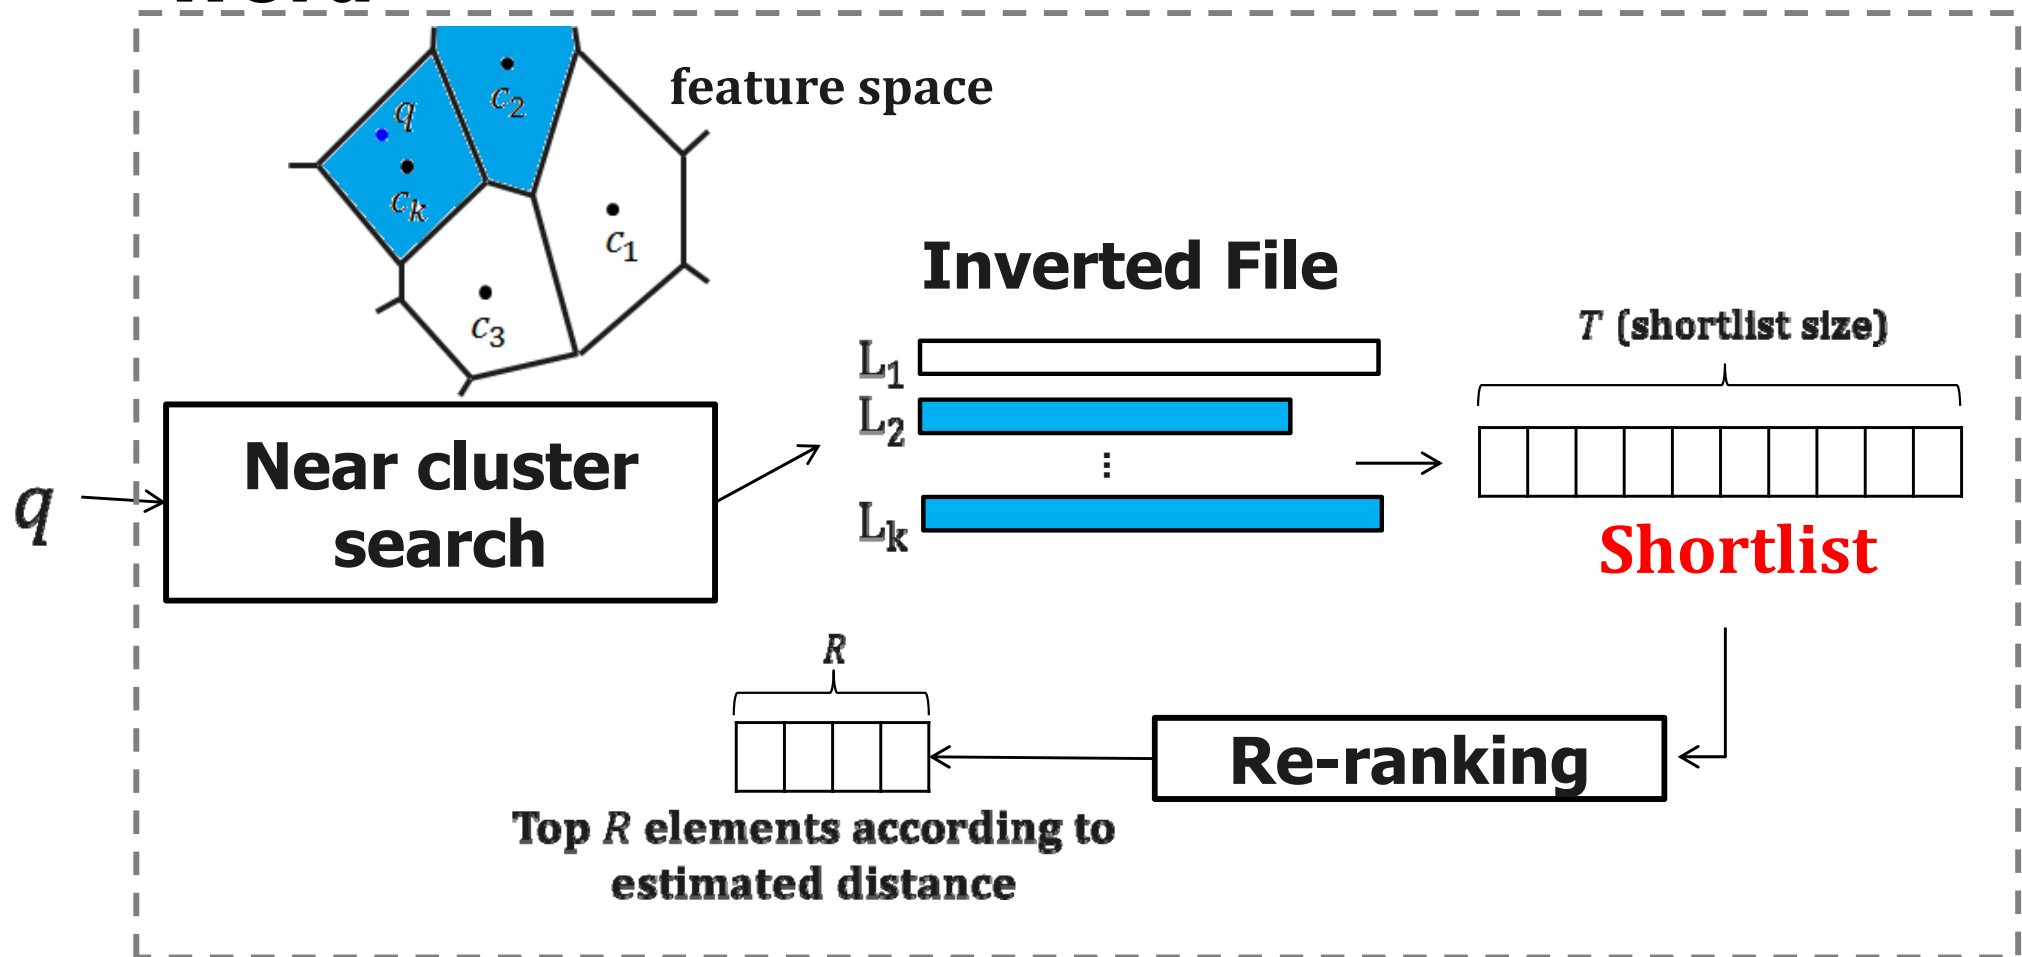 feature space
q
c2
ck
c1
c3
Inverted File
L1
L2
⋮
Lk
T (shortlist size)
Shortlist
q
Near cluster
search
R
Re-ranking
Top R elements according to
estimated distance